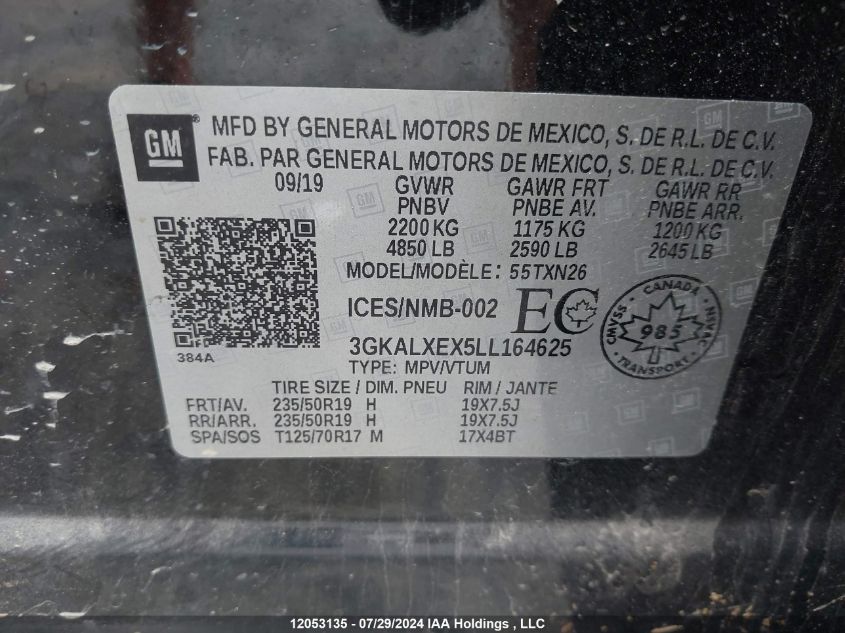 GM
MFD BY GENERAL MOTORS DE MEXICO, S. DE R.L. DE C.V.
FAB. PAR GENERAL MOTORS DE MEXICO, S. DE R.L. DE C.V.
09/19 GVWR GAWR FRT GAWR RR
PNBV PNBE AV. PNBE ARR.
2200 KG 1175 KG 1200 KG
4850 LB 2590 LB 2645 LB
MODEL/MODÈLE: 55TXN26
ICES/NMB-002 EC
CANADA
CMVSS 985 NSVAC
TRANSPORT
3GKALXEX5LL164625
384A
TYPE: MPV/VTUM
TIRE SIZE / DIM. PNEU RIM / JANTE
FRT/AV. 235/50R19 H 19X7.5J
RR/ARR. 235/50R19 H 19X7.5J
SPA/SOS T125/70R17 M 17X4BT
12053135 - 07/29/2024 IAA Holdings , LLC